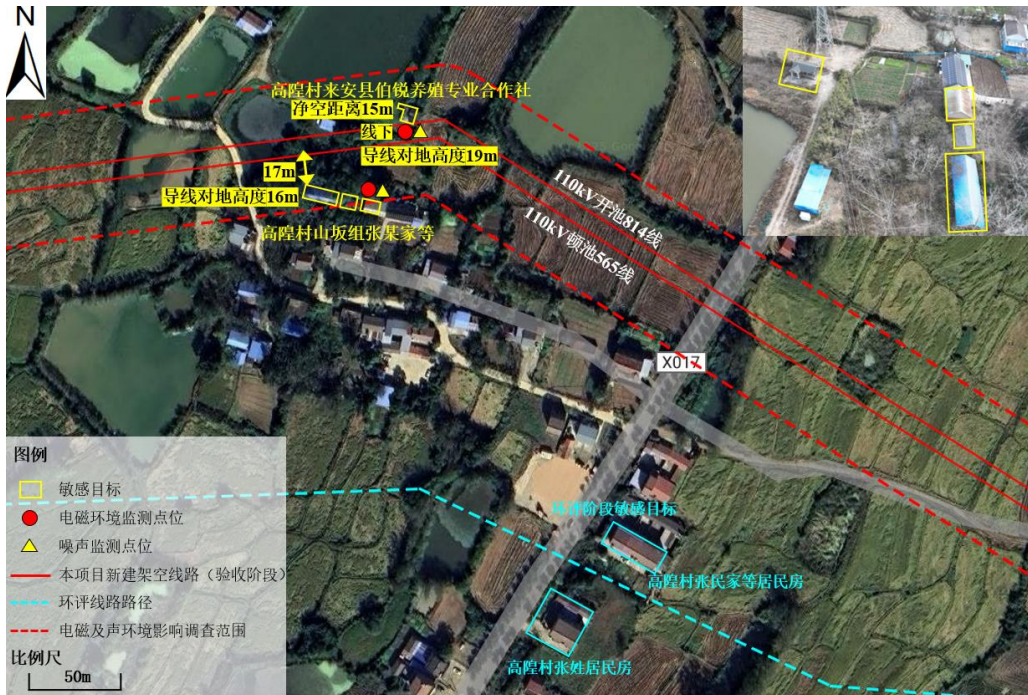 N
高隍村来安县伯锐养殖专业合作社
净空距离15m
线下
导线对地高度19m
17m
导线对地高度16m
高隍村山坂组张某家等
110kV开池814线
110kV顿池565线
X017
环评阶段敏感目标
高隍村张民家等居民房
高隍村张姓居民房
图例
敏感目标
电磁环境监测点位
噪声监测点位
本项目新建架空线路（验收阶段）
环评线路路径
电磁及声环境影响调查范围
比例尺
50m